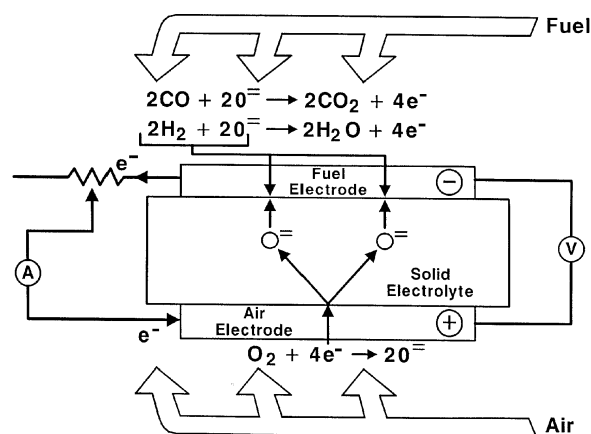 Fuel
2CO + 2O⁼ → 2CO₂ + 4e⁻
2H₂ + 2O⁼ → 2H₂O + 4e⁻
e⁻
Fuel
Electrode
−
O⁼ O⁼
A
V
Solid
Electrolyte
Air
Electrode
+
e⁻
O₂ + 4e⁻ → 2O⁼
Air